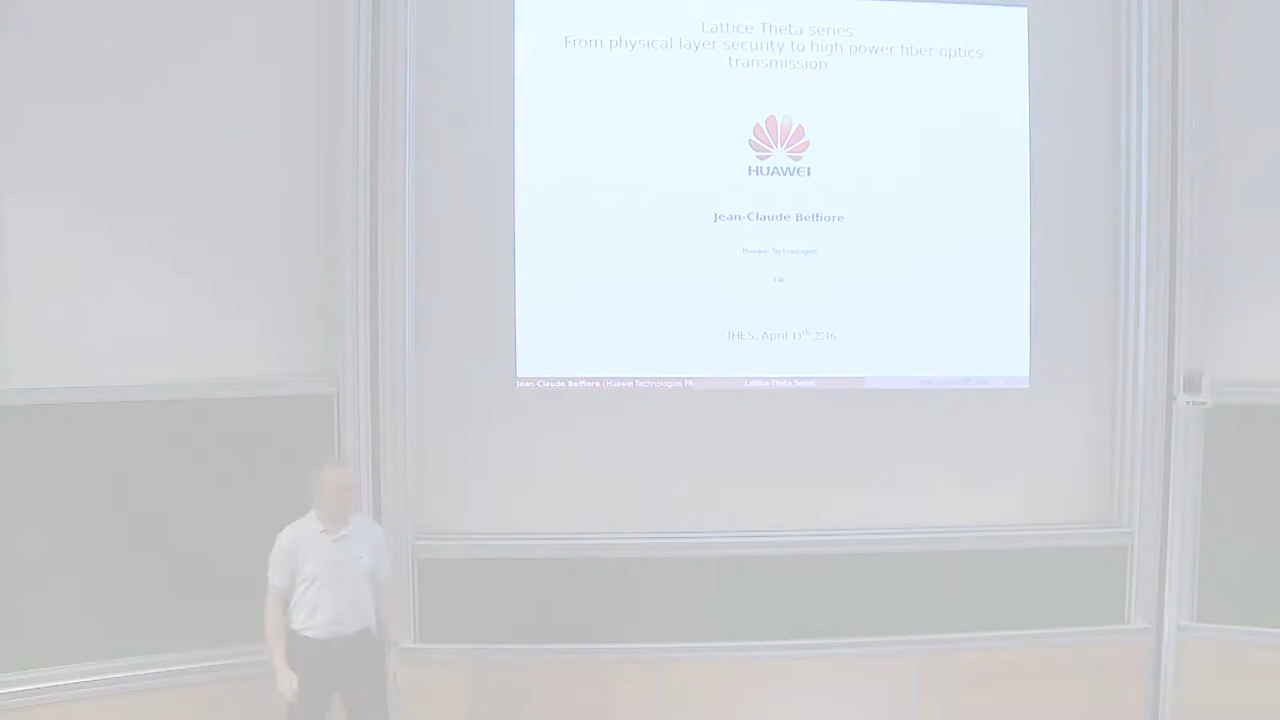 Lattice Theta series
From physical layer security to high power fiber optics
transmission
HUAWEI
Jean-Claude Belfiore
Huawei Technologies
IHES, April 13th 2016
Jean-Claude Belfiore (Huawei Technologies FR
Lattice Theta Series